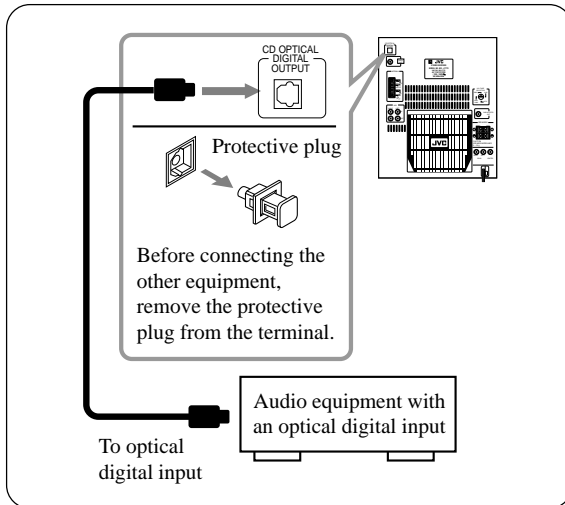 CD OPTICAL
DIGITAL
OUTPUT
JVC
Protective plug
JVC
Before connecting the
other equipment,
remove the protective
plug from the terminal.
Audio equipment with
an optical digital input
To optical
digital input